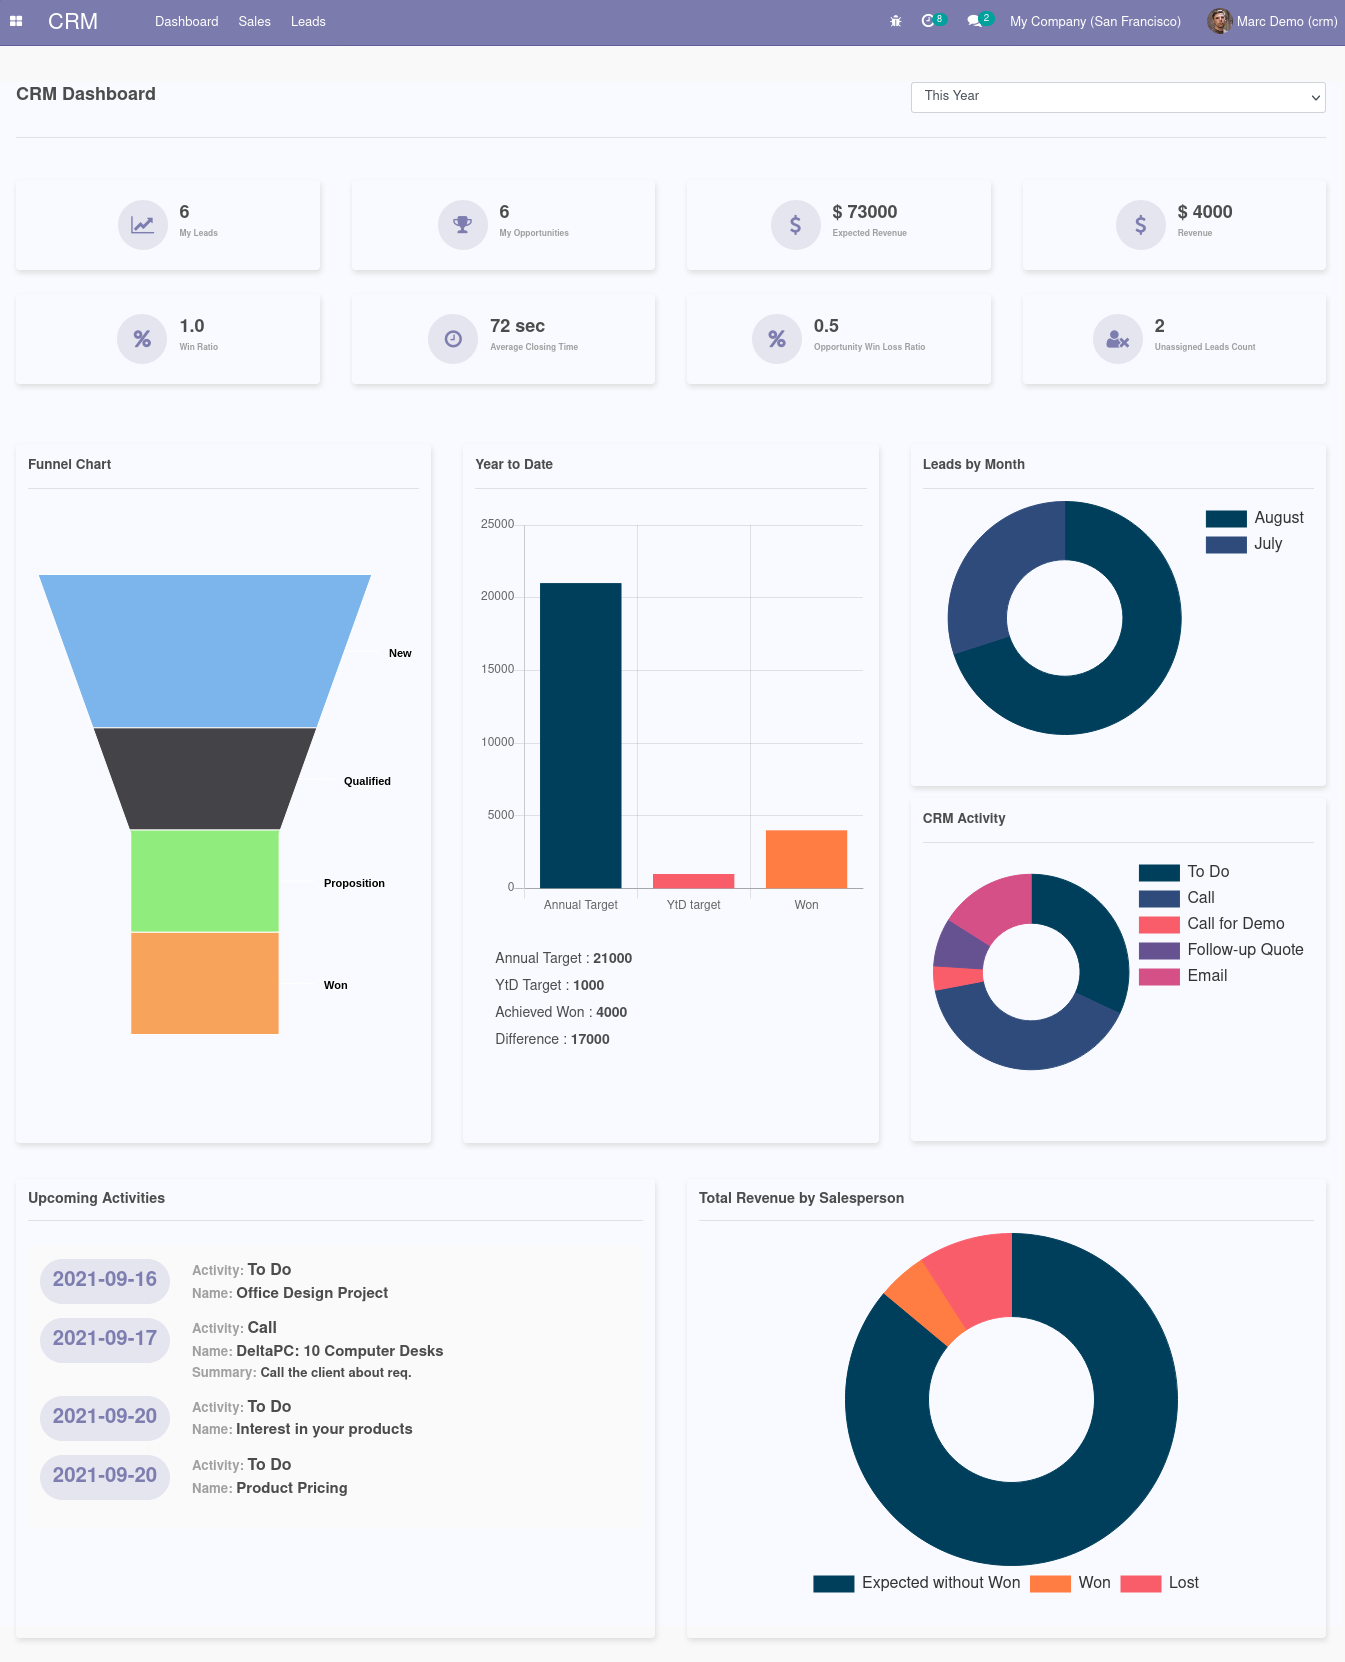 CRM Dashboard Sales Leads 8 2 My Company (San Francisco) Marc Demo (crm)
CRM Dashboard
This Year
6
My Leads
6
My Opportunities
$ 73000
Expected Revenue
$ 4000
Revenue
1.0
Win Ratio
72 sec
Average Closing Time
0.5
Opportunity Win Loss Ratio
2
Unassigned Leads Count
Funnel Chart
New
Qualified
Proposition
Won
Year to Date
25000
20000
15000
10000
5000
0
Annual Target YtD target Won
Annual Target : 21000
YtD Target : 1000
Achieved Won : 4000
Difference : 17000
Leads by Month
August
July
CRM Activity
To Do
Call
Call for Demo
Follow-up Quote
Email
Upcoming Activities
2021-09-16
Activity: To Do
Name: Office Design Project
2021-09-17
Activity: Call
Name: DeltaPC: 10 Computer Desks
Summary: Call the client about req.
2021-09-20
Activity: To Do
Name: Interest in your products
2021-09-20
Activity: To Do
Name: Product Pricing
Total Revenue by Salesperson
Expected without Won Won Lost